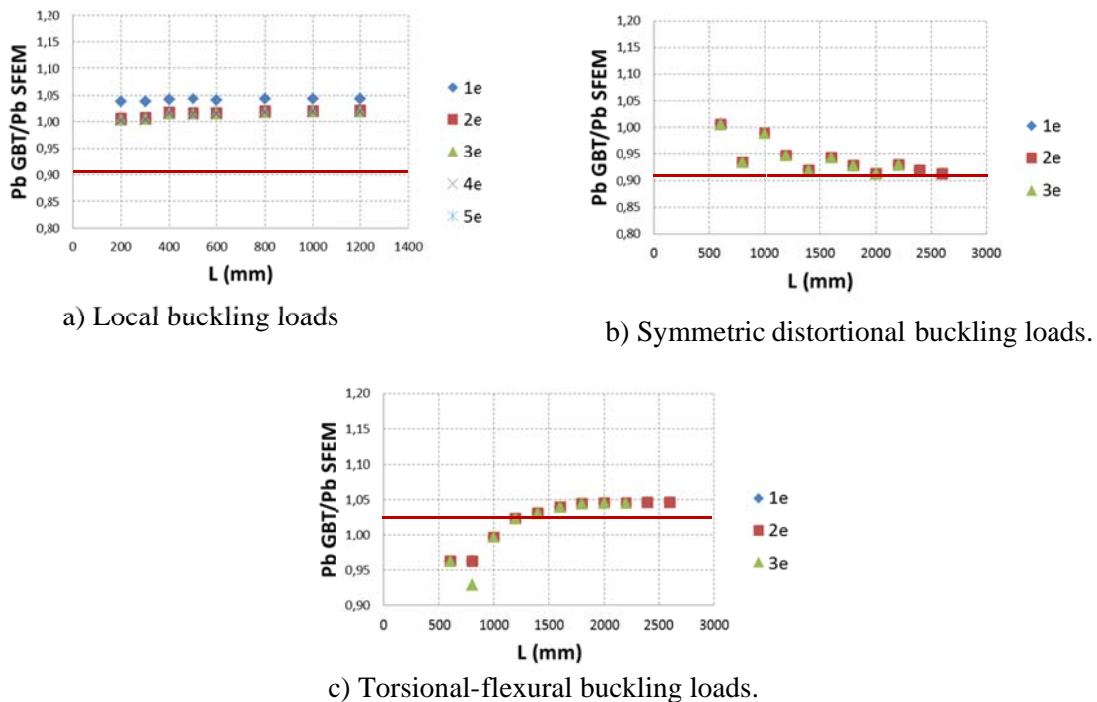 1,20
1,15
1,10
1,05
1,00
0,95
0,90
0,85
0,80
Pb GBT/Pb SFEM
0 200 400 600 800 1000 1200 1400
L (mm)
1e
2e
3e
4e
5e
a) Local buckling loads
1,20
1,15
1,10
1,05
1,00
0,95
0,90
0,85
0,80
Pb GBT/Pb SFEM
0 500 1000 1500 2000 2500 3000
L (mm)
1e
2e
3e
b) Symmetric distortional buckling loads.
1,20
1,15
1,10
1,05
1,00
0,95
0,90
Pb GBT/Pb SFEM
0 500 1000 1500 2000 2500 3000
L (mm)
1e
2e
3e
c) Torsional-flexural buckling loads.